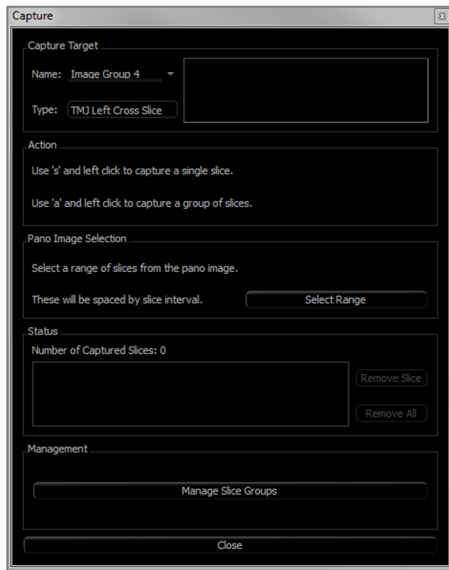 Capture
Capture Target
Name: Image Group 4
Type: TMJ Left Cross Slice
Action
Use 's' and left click to capture a single slice.
Use 'a' and left click to capture a group of slices.
Pano Image Selection
Select a range of slices from the pano image.
These will be spaced by slice interval. Select Range
Status
Number of Captured Slices: 0
Remove Slice
Remove All
Management
Manage Slice Groups
Close